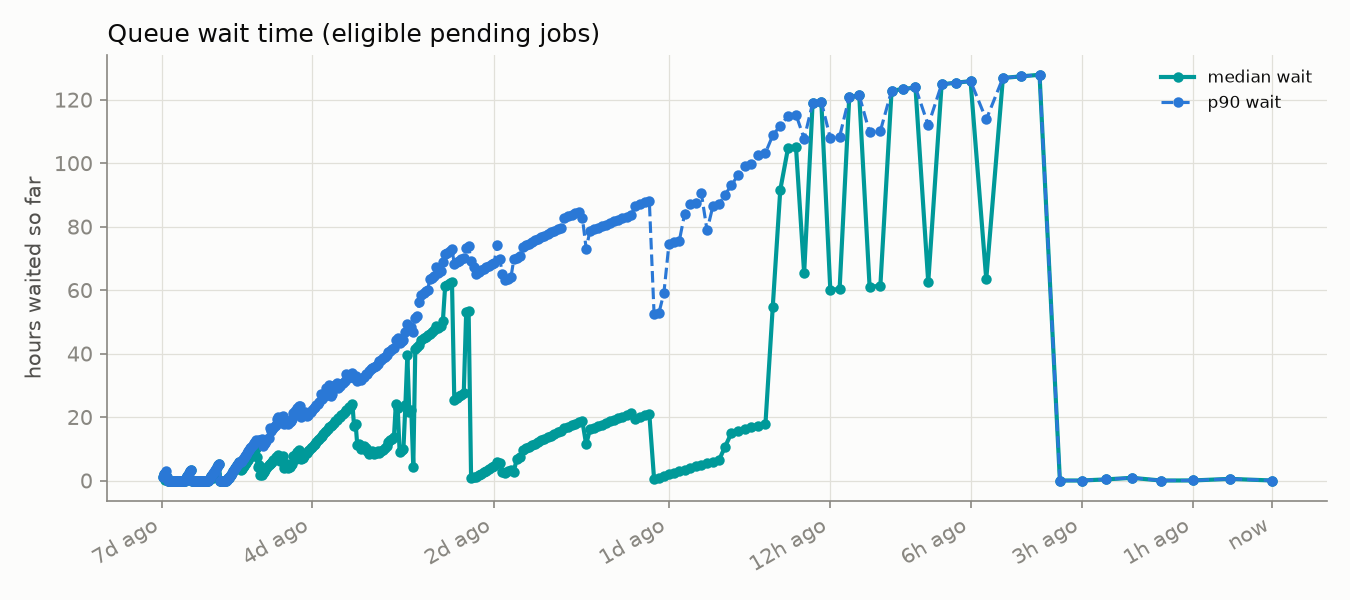 Queue wait time (eligible pending jobs)
median wait
p90 wait
hours waited so far
120
100
80
60
40
20
0
7d ago
4d ago
2d ago
1d ago
12h ago
6h ago
3h ago
1h ago
now